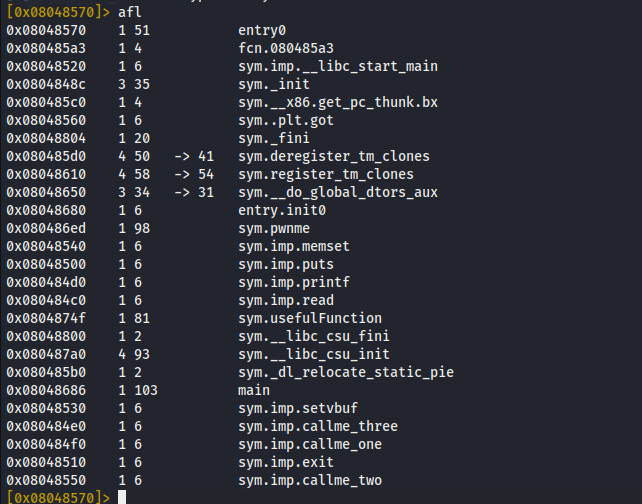 [0x08048570]> afl
0x08048570 1 51 entry0
0x080485a3 1 4 fcn.080485a3
0x08048520 1 6 sym.imp.__libc_start_main
0x0804848c 3 35 sym._init
0x080485c0 1 4 sym.__x86.get_pc_thunk.bx
0x08048560 1 6 sym..plt.got
0x08048804 1 20 sym._fini
0x080485d0 4 50 -> 41 sym.deregister_tm_clones
0x08048610 4 58 -> 54 sym.register_tm_clones
0x08048650 3 34 -> 31 sym.__do_global_dtors_aux
0x08048680 1 6 entry.init0
0x080486ed 1 98 sym.pwnme
0x08048540 1 6 sym.imp.memset
0x08048500 1 6 sym.imp.puts
0x080484d0 1 6 sym.imp.printf
0x080484c0 1 6 sym.imp.read
0x0804874f 1 81 sym.usefulFunction
0x08048800 1 2 sym.__libc_csu_fini
0x080487a0 4 93 sym.__libc_csu_init
0x080485b0 1 2 sym._dl_relocate_static_pie
0x08048686 1 103 main
0x08048530 1 6 sym.imp.setvbuf
0x080484e0 1 6 sym.imp.callme_three
0x080484f0 1 6 sym.imp.callme_one
0x08048510 1 6 sym.imp.exit
0x08048550 1 6 sym.imp.callme_two
[0x08048570]>